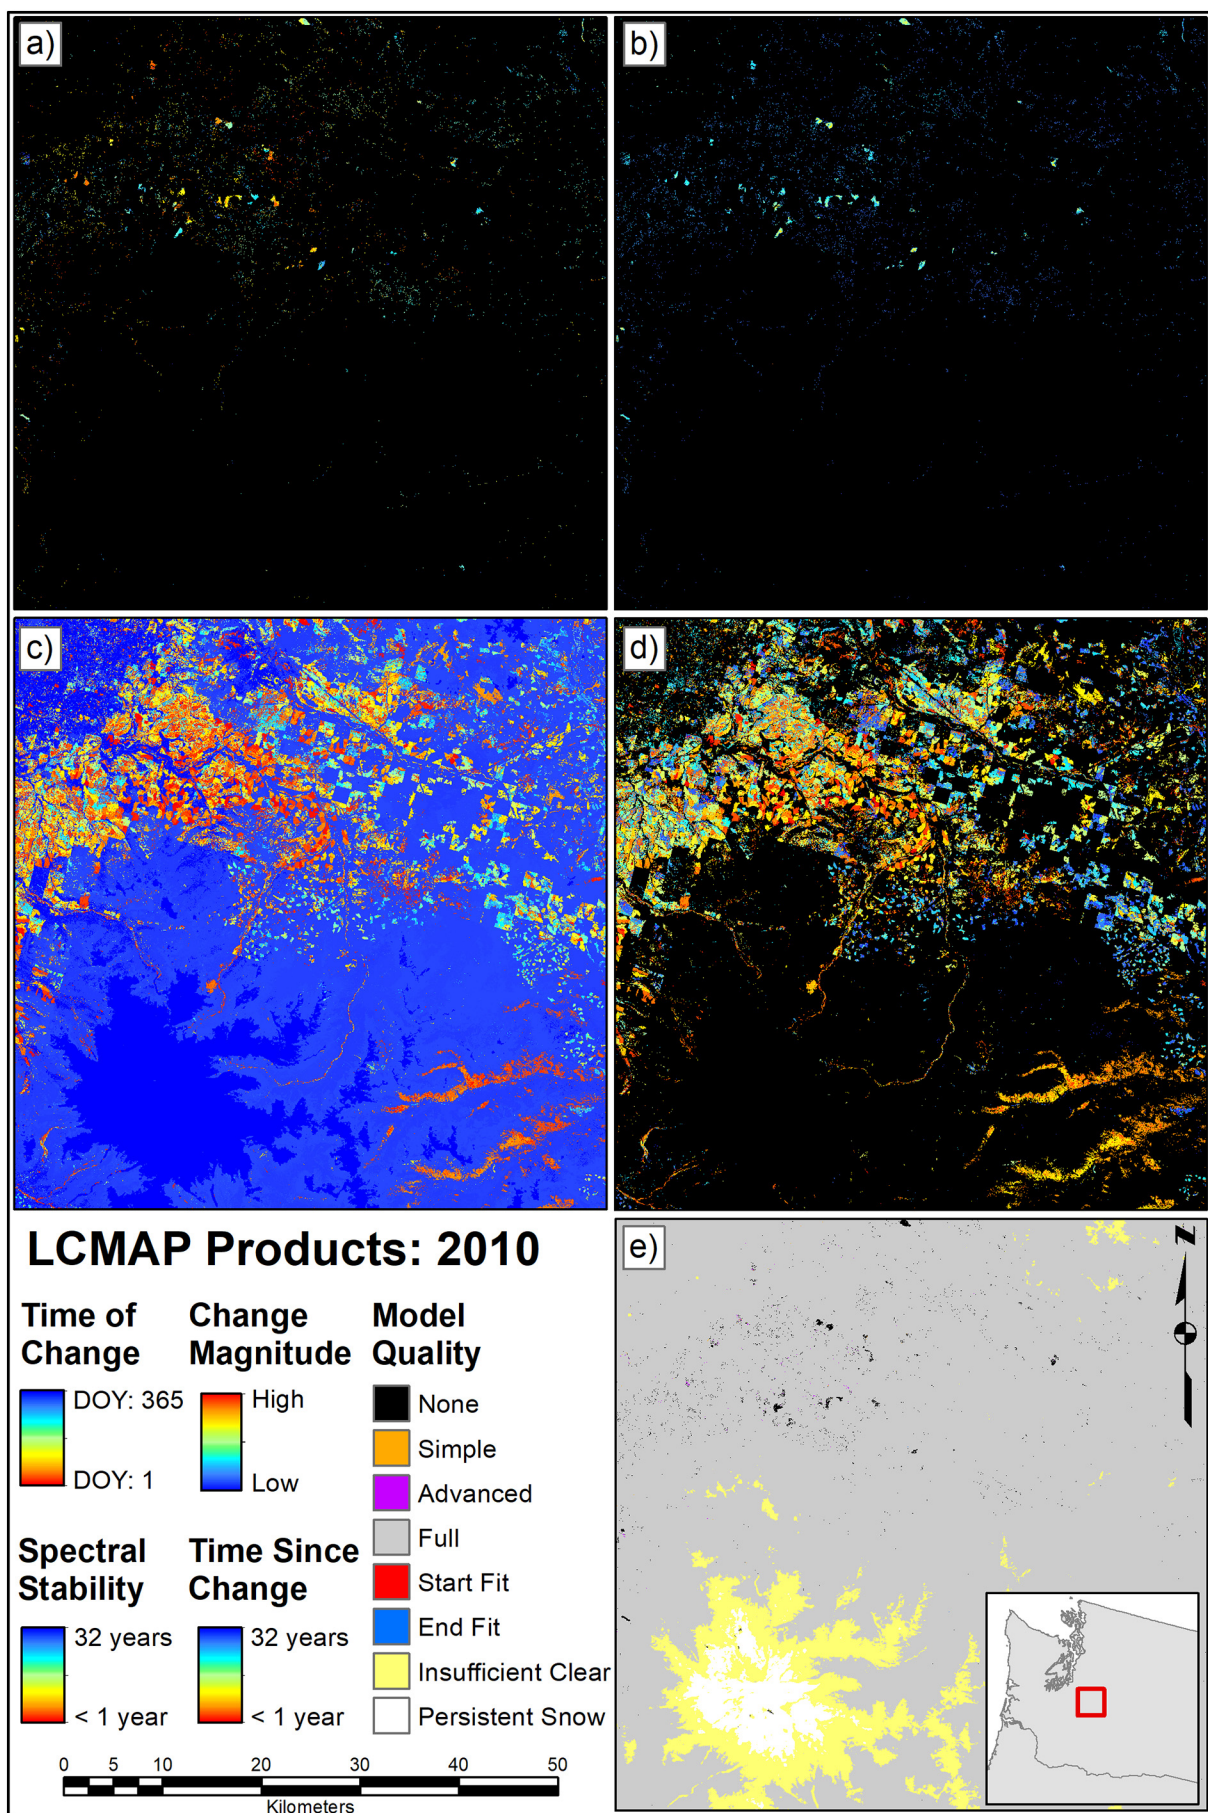 a)
b)
c)
d)
LCMAP Products: 2010
e)
N
Time of
Change
DOY: 365
DOY: 1
Change
Magnitude
High
Low
Model
Quality
None
Simple
Advanced
Full
Start Fit
End Fit
Insufficient Clear
Persistent Snow
Spectral
Stability
32 years
< 1 year
Time Since
Change
32 years
< 1 year
0 5 10 20 30 40 50
Kilometers